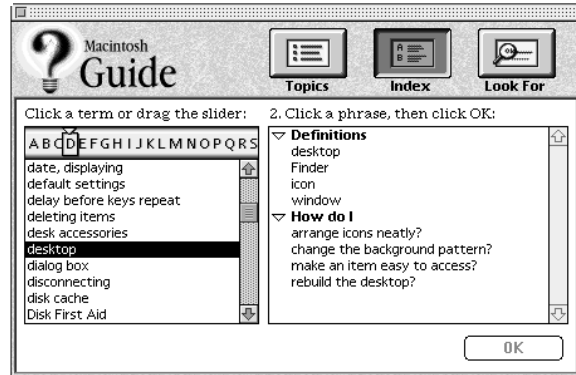 Macintosh
Guide
Topics
Index
Look For
Click a term or drag the slider:
A B C D E F G H I J K L M N O P Q R S
date, displaying
default settings
delay before keys repeat
deleting items
desk accessories
desktop
dialog box
disconnecting
disk cache
Disk First Aid
2. Click a phrase, then click OK:
Definitions
desktop
Finder
icon
window
How do I
arrange icons neatly?
change the background pattern?
make an item easy to access?
rebuild the desktop?
OK